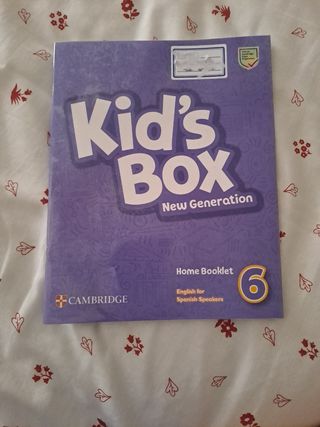 Kid's
Box
New Generation
Home Booklet 6
English for
Spanish Speakers
CAMBRIDGE